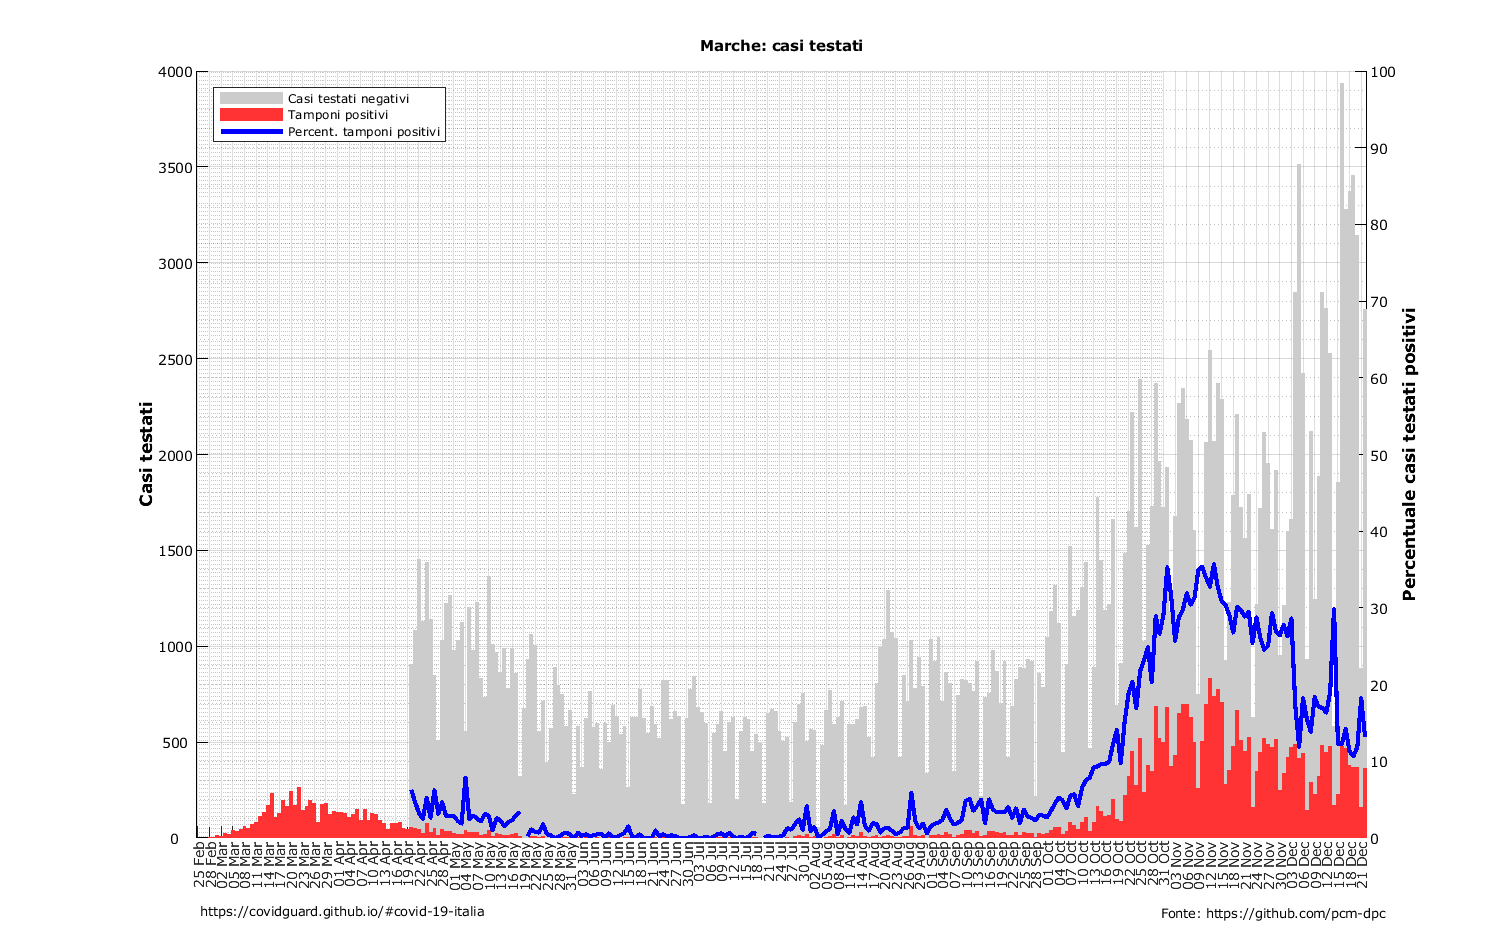 Marche: casi testati
Casi testati negativi
Tamponi positivi
Percent. tamponi positivi
Casi testati
4000
3500
3000
2500
2000
1500
1000
500
0
Percentuale casi testati positivi
100
90
80
70
60
50
40
30
20
10
0
25 Feb
28 Feb
02 Mar
05 Mar
08 Mar
11 Mar
14 Mar
17 Mar
20 Mar
23 Mar
26 Mar
29 Mar
01 Apr
04 Apr
07 Apr
10 Apr
13 Apr
16 Apr
19 Apr
22 Apr
25 Apr
28 Apr
01 May
04 May
07 May
10 May
13 May
16 May
19 May
22 May
25 May
28 May
31 May
03 Jun
06 Jun
09 Jun
12 Jun
15 Jun
18 Jun
21 Jun
24 Jun
27 Jun
30 Jun
03 Jul
06 Jul
09 Jul
12 Jul
15 Jul
18 Jul
21 Jul
24 Jul
27 Jul
30 Jul
02 Aug
05 Aug
08 Aug
11 Aug
14 Aug
17 Aug
20 Aug
23 Aug
26 Aug
29 Aug
01 Sep
04 Sep
07 Sep
10 Sep
13 Sep
16 Sep
19 Sep
22 Sep
25 Sep
28 Sep
01 Oct
04 Oct
07 Oct
10 Oct
13 Oct
16 Oct
19 Oct
22 Oct
25 Oct
28 Oct
31 Oct
03 Nov
06 Nov
09 Nov
12 Nov
15 Nov
18 Nov
21 Nov
24 Nov
27 Nov
30 Nov
03 Dec
06 Dec
09 Dec
12 Dec
15 Dec
18 Dec
21 Dec
https://covidguard.github.io/#covid-19-italia
Fonte: https://github.com/pcm-dpc